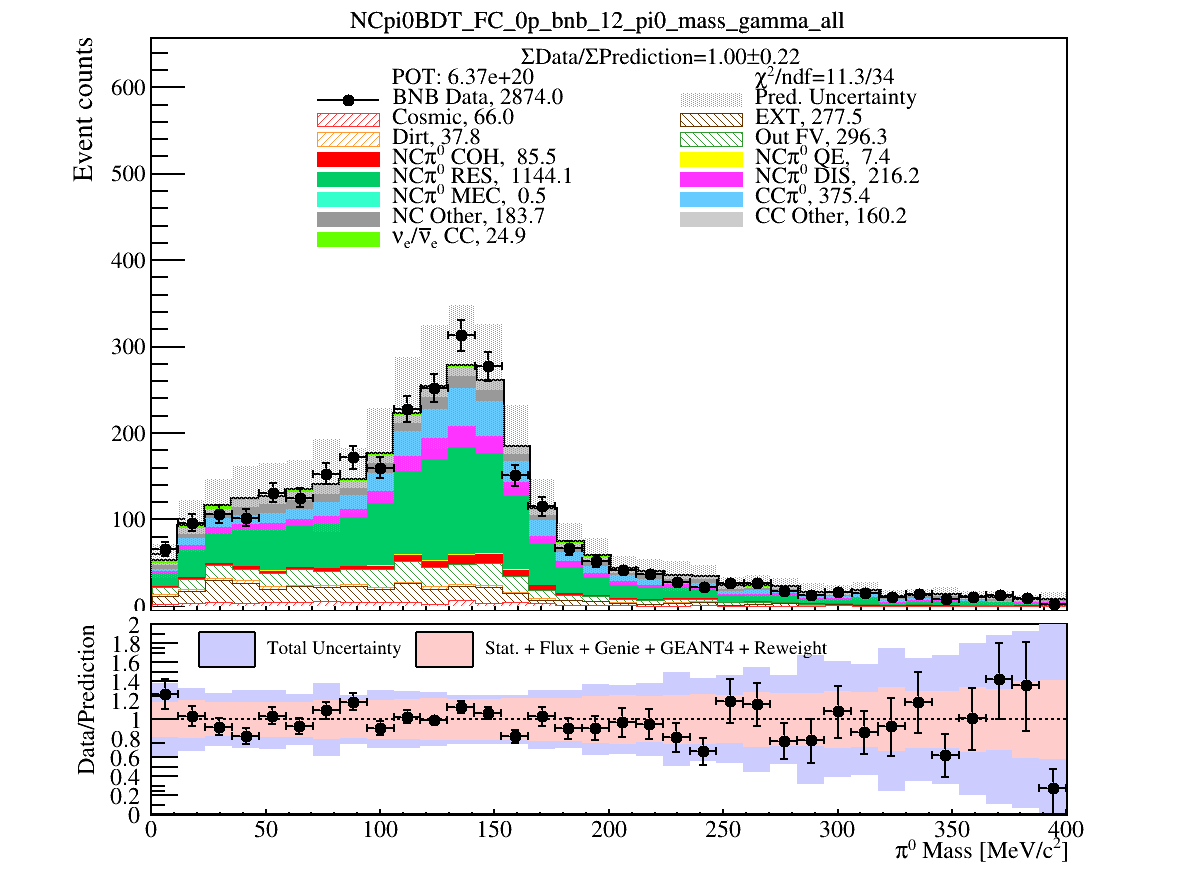 NCpi0BDT_FC_0p_bnb_12_pi0_mass_gamma_all
ΣData/ΣPrediction=1.00±0.22
POT: 6.37e+20
χ²/ndf=11.3/34
BNB Data, 2874.0
Pred. Uncertainty
Cosmic, 66.0
EXT, 277.5
Dirt, 37.8
Out FV, 296.3
NCπ⁰ COH, 85.5
NCπ⁰ QE, 7.4
NCπ⁰ RES, 1144.1
NCπ⁰ DIS, 216.2
NCπ⁰ MEC, 0.5
CCπ⁰, 375.4
NC Other, 183.7
CC Other, 160.2
νₑ/ν̅ₑ CC, 24.9
Event counts
600
500
400
300
200
100
0
Total Uncertainty
Stat. + Flux + Genie + GEANT4 + Reweight
Data/Prediction
2
1.8
1.6
1.4
1.2
1
0.8
0.6
0.4
0.2
0
0 50 100 150 200 250 300 350 400
π⁰ Mass [MeV/c²]